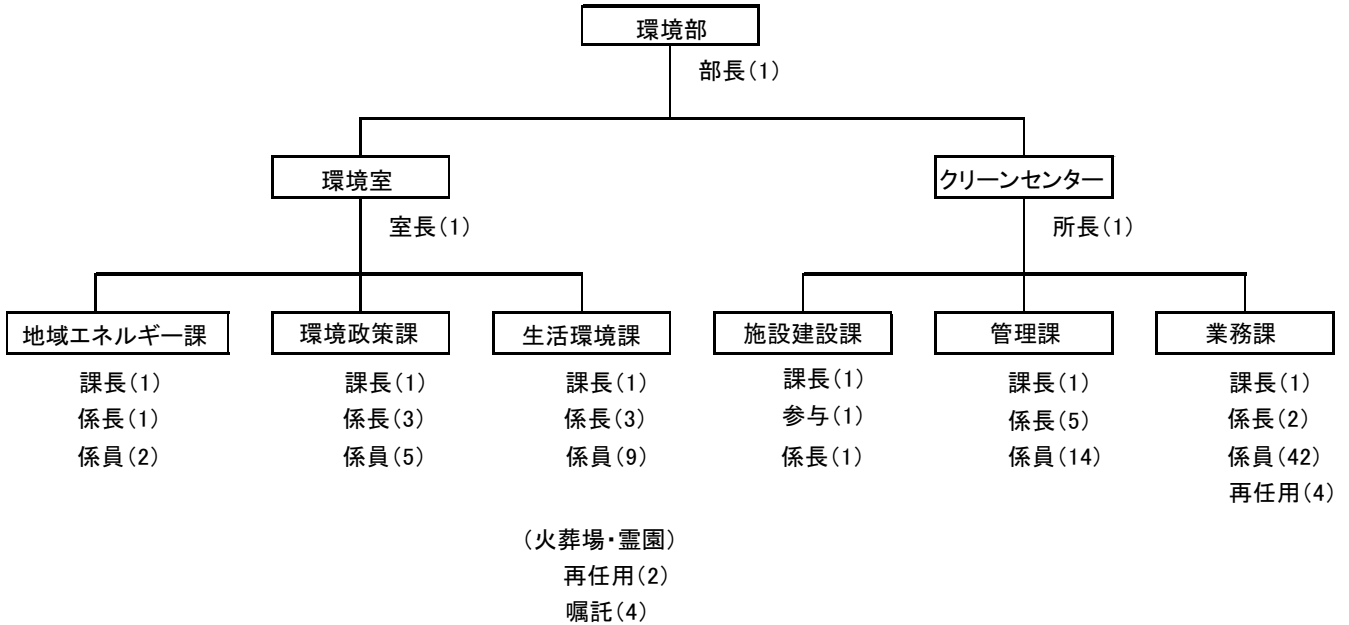 環境部
部長(1)
環境室
クリーンセンター
室長(1)
所長(1)
地域エネルギー課
環境政策課
生活環境課
施設建設課
管理課
業務課
課長(1)
係長(1)
係員(2)
課長(1)
係長(3)
係員(5)
課長(1)
係長(3)
係員(9)
(火葬場・霊園)
再任用(2)
嘱託(4)
課長(1)
参与(1)
係長(1)
課長(1)
係長(5)
係員(14)
課長(1)
係長(2)
係員(42)
再任用(4)